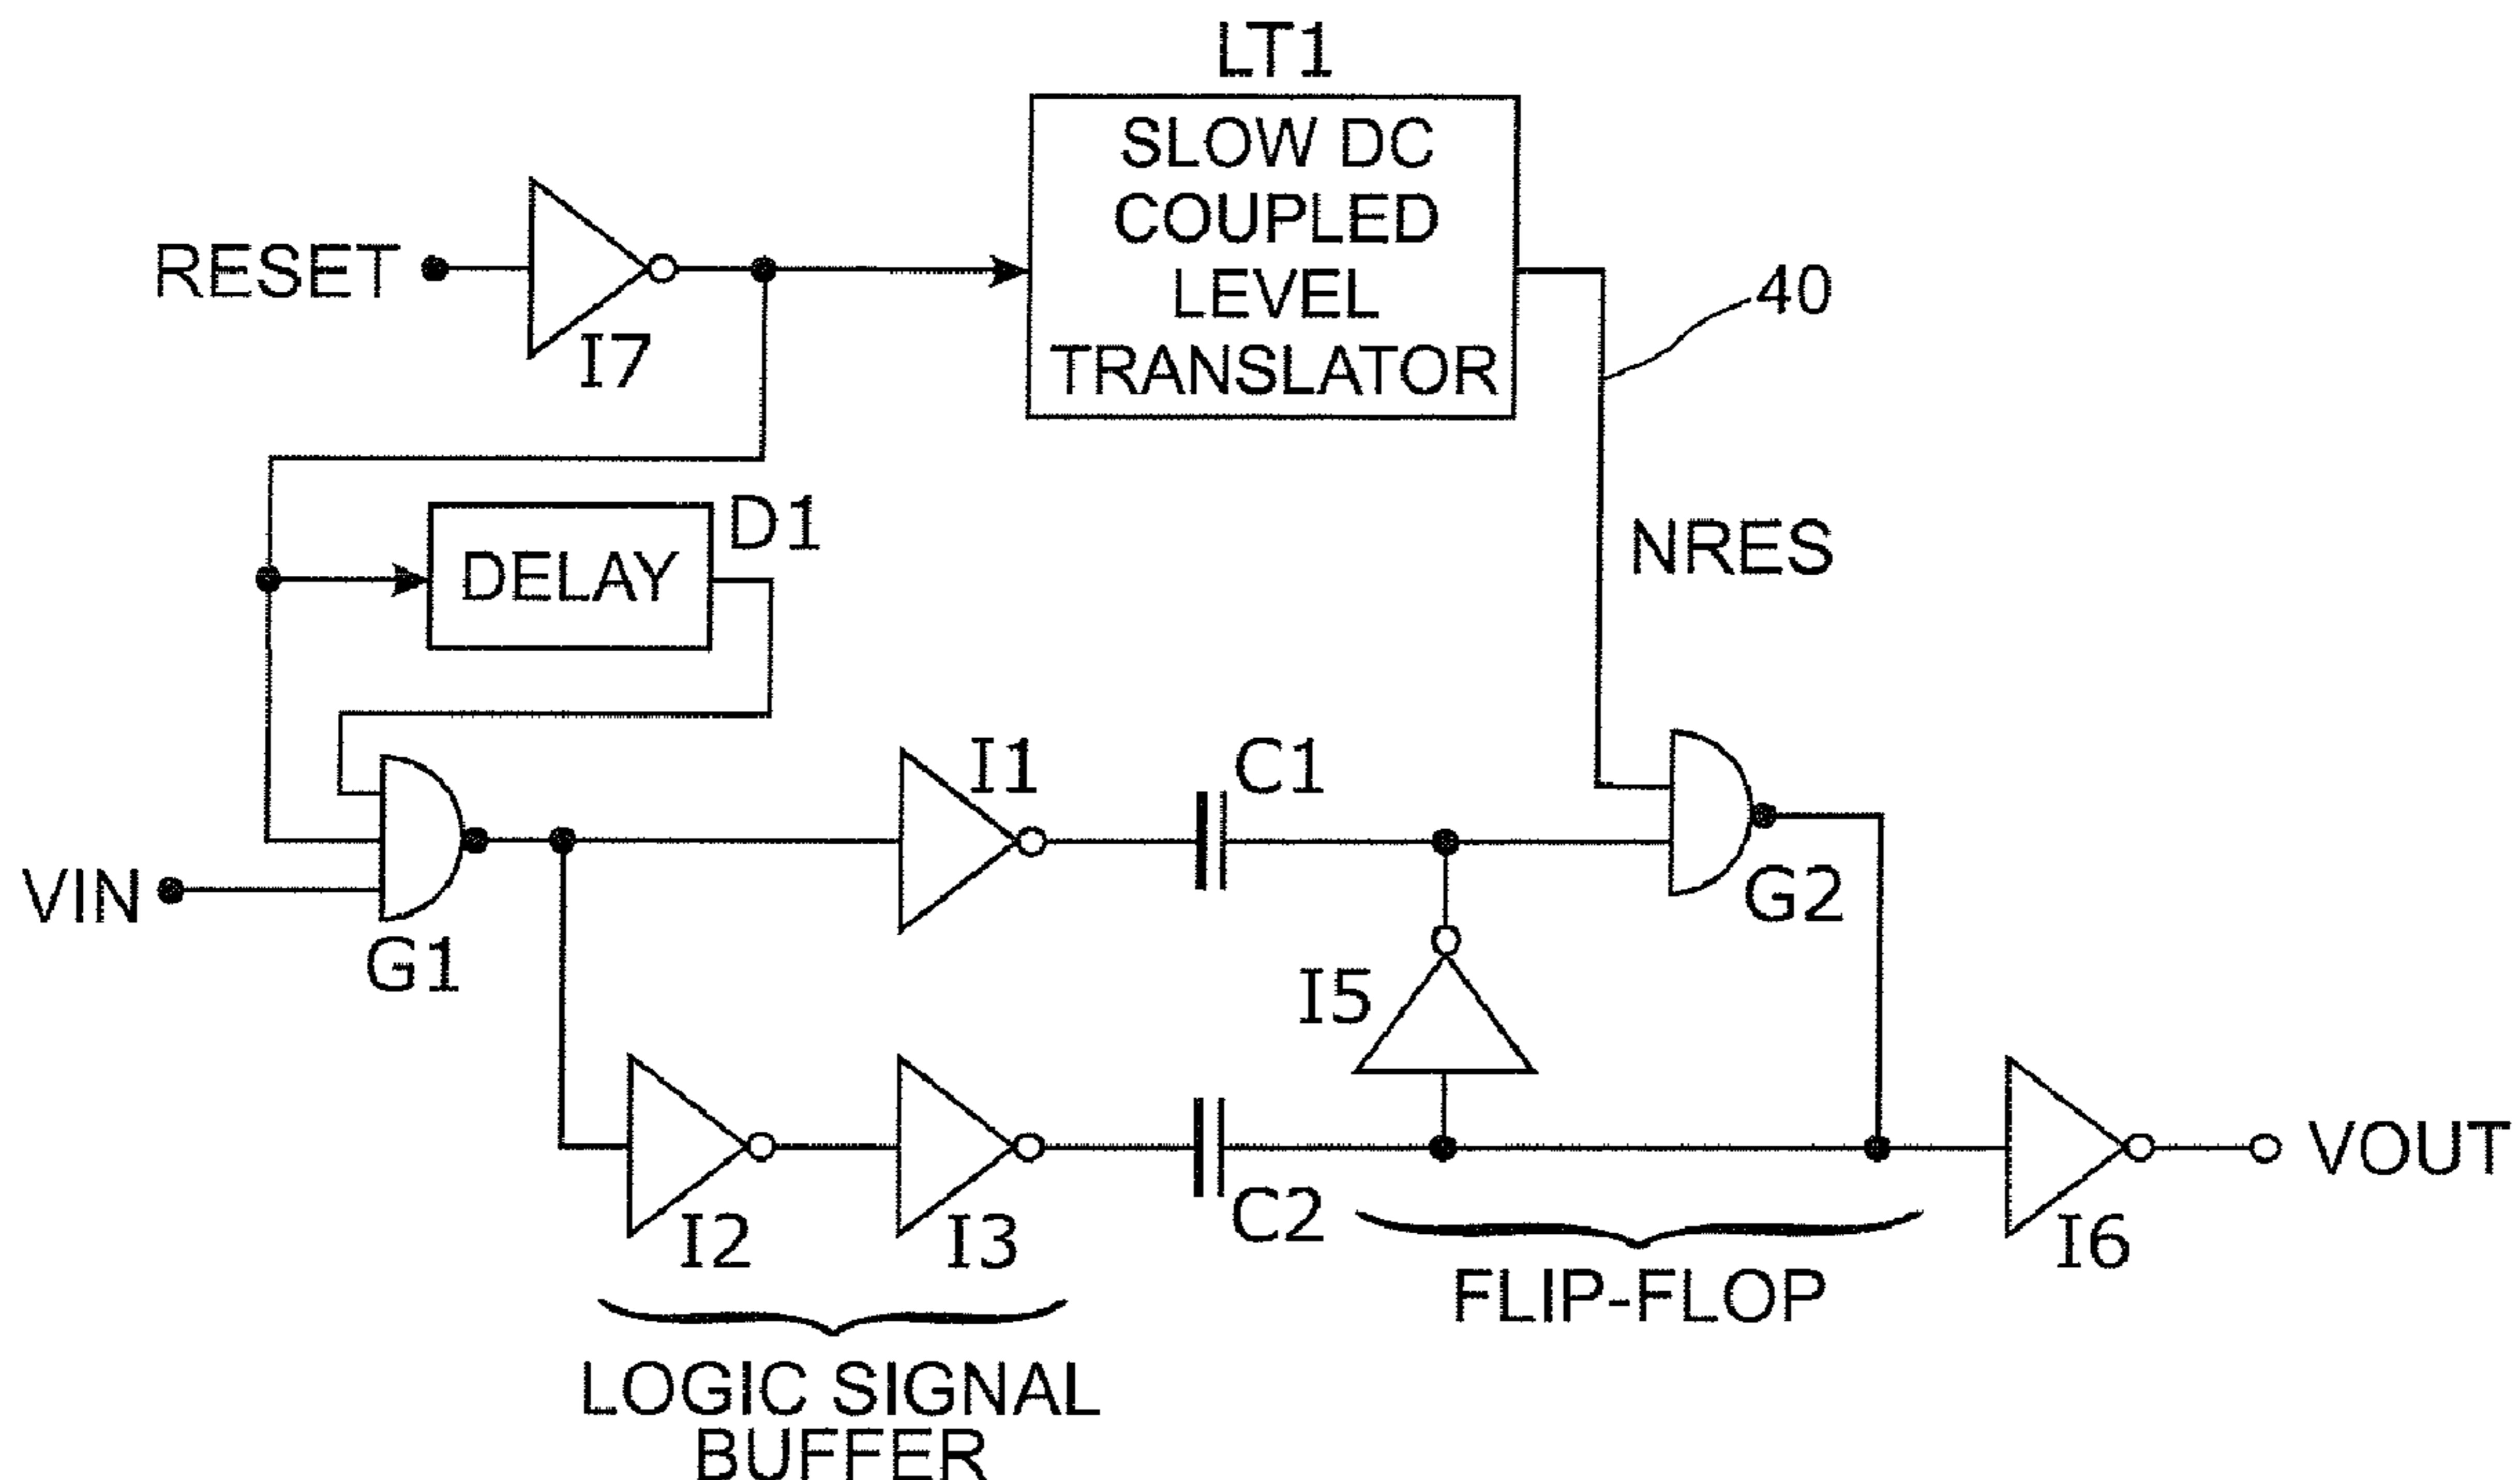 LT1
SLOW DC
COUPLED
LEVEL
TRANSLATOR
RESET
I7
40
D1
DELAY
NRES
I1
C1
VIN
G1
G2
I5
VOUT
I2
I3
C2
I6
FLIP-FLOP
LOGIC SIGNAL
BUFFER